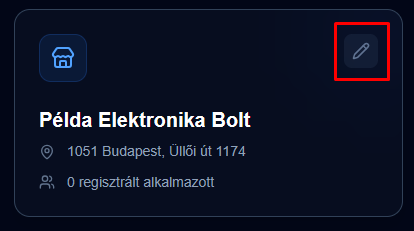 Példa Elektronika Bolt
1051 Budapest, Üllői út 1174
0 regisztrált alkalmazott